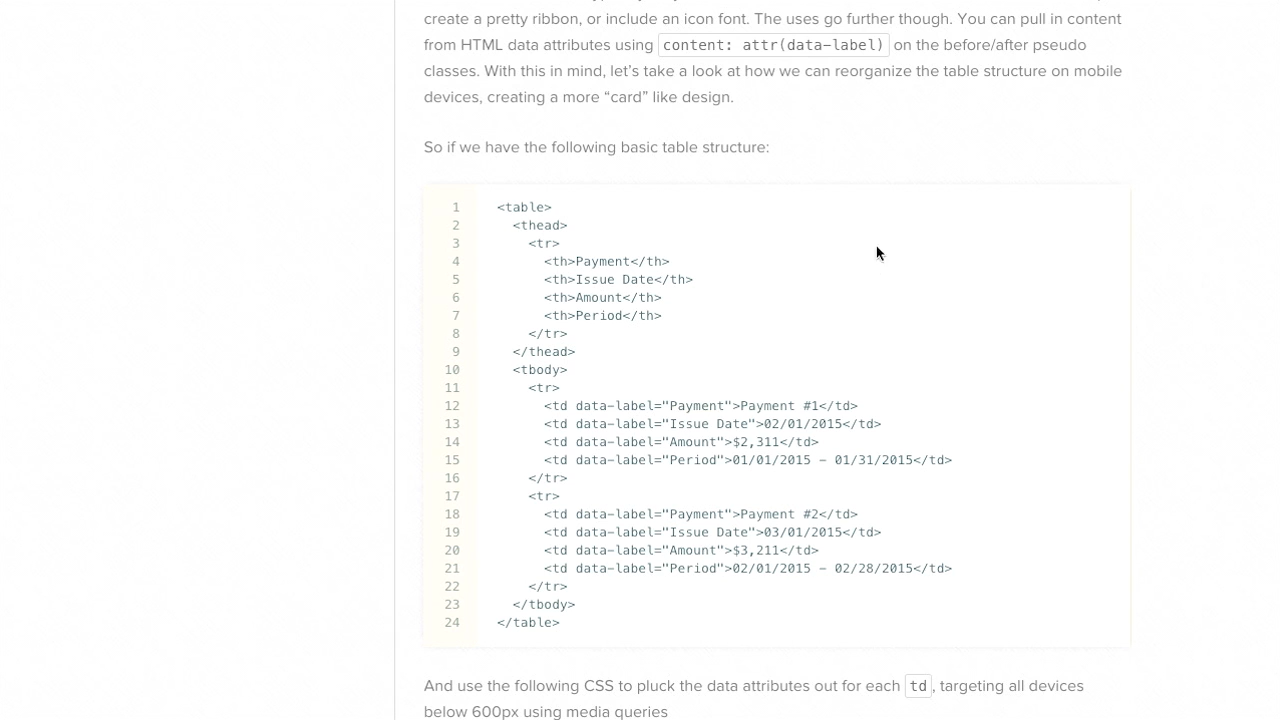 create a pretty ribbon, or include an icon font. The uses go further though. You can pull in content
from HTML data attributes using content: attr(data-label) on the before/after pseudo
classes. With this in mind, let’s take a look at how we can reorganize the table structure on mobile
devices, creating a more “card” like design.
So if we have the following basic table structure:
1 <table>
2 <thead>
3 <tr>
4 <th>Payment</th>
5 <th>Issue Date</th>
6 <th>Amount</th>
7 <th>Period</th>
8 </tr>
9 </thead>
10 <tbody>
11 <tr>
12 <td data-label="Payment">Payment #1</td>
13 <td data-label="Issue Date">02/01/2015</td>
14 <td data-label="Amount">$2,311</td>
15 <td data-label="Period">01/01/2015 - 01/31/2015</td>
16 </tr>
17 <tr>
18 <td data-label="Payment">Payment #2</td>
19 <td data-label="Issue Date">03/01/2015</td>
20 <td data-label="Amount">$3,211</td>
21 <td data-label="Period">02/01/2015 - 02/28/2015</td>
22 </tr>
23 </tbody>
24 </table>
And use the following CSS to pluck the data attributes out for each td, targeting all devices
below 600px using media queries